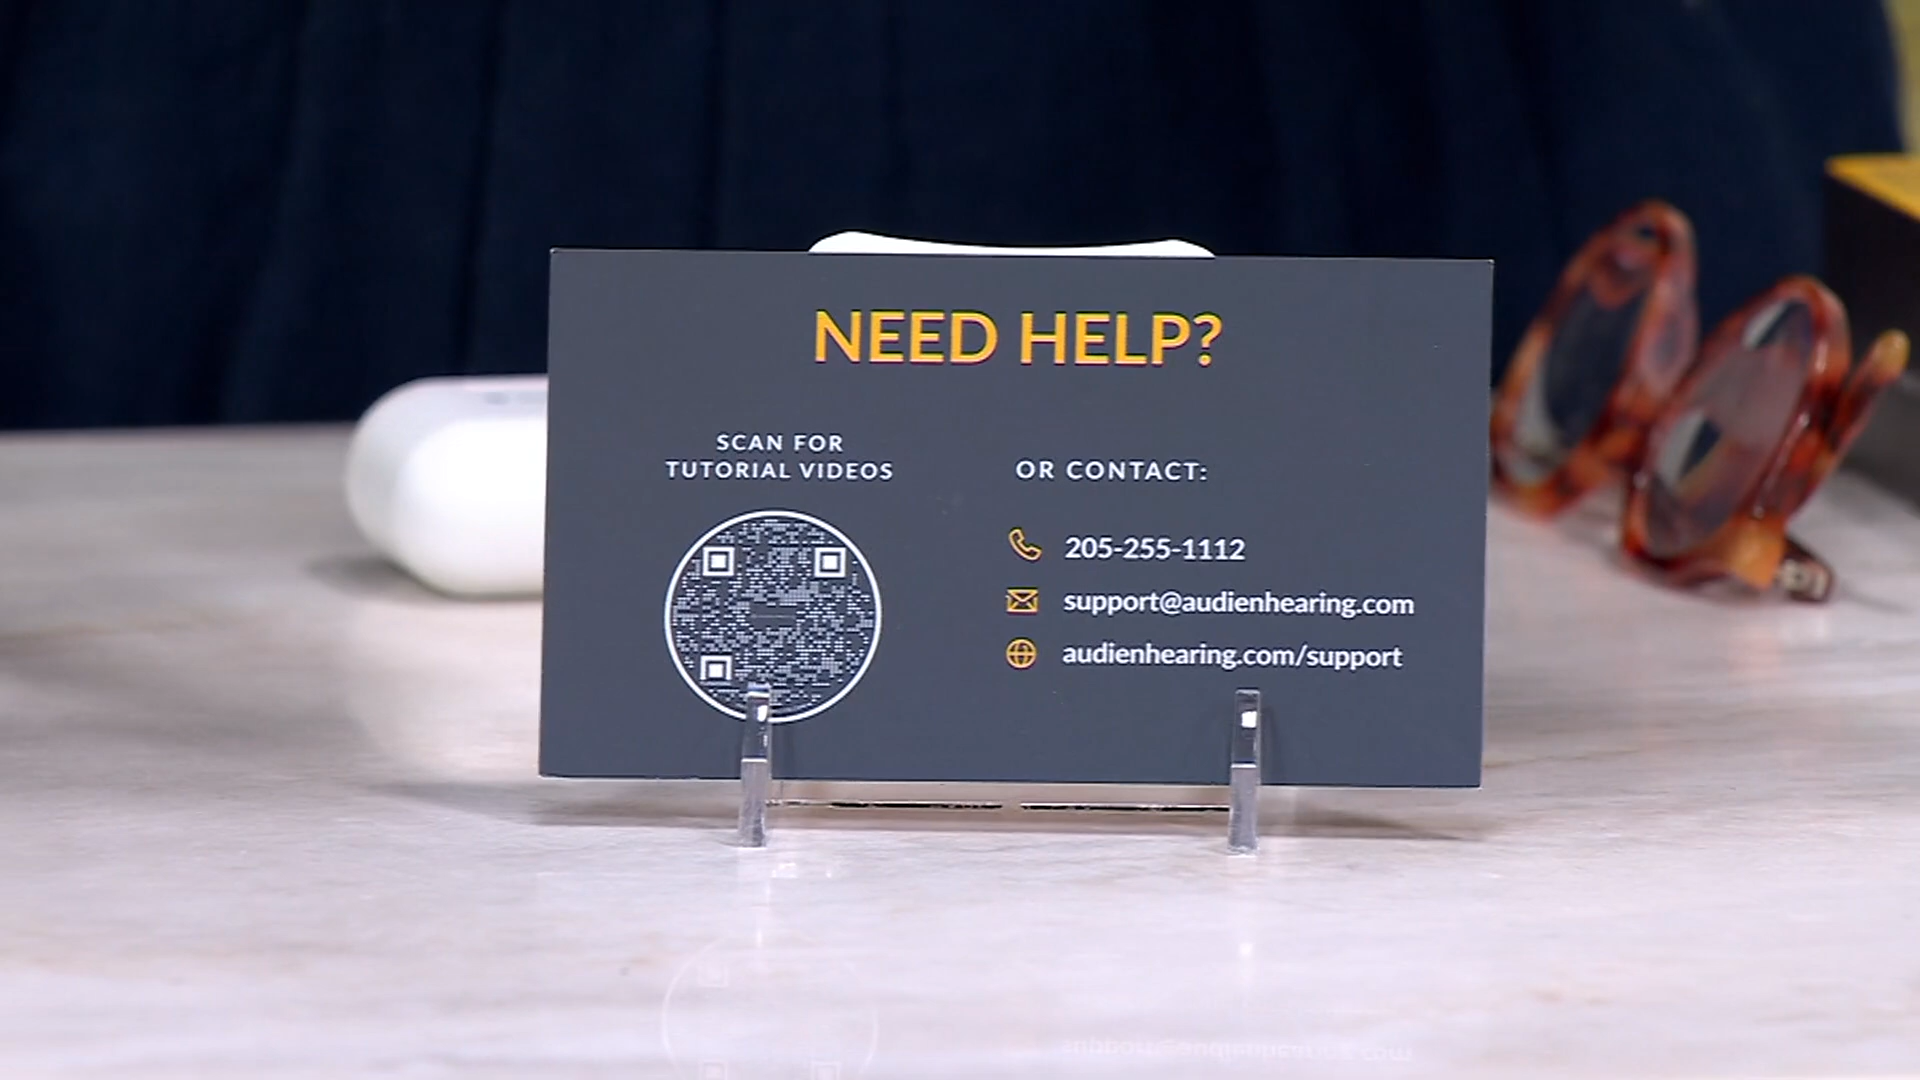 NEED HELP?
SCAN FOR
TUTORIAL VIDEOS
OR CONTACT:
205-255-1112
support@audienhearing.com
audienhearing.com/support